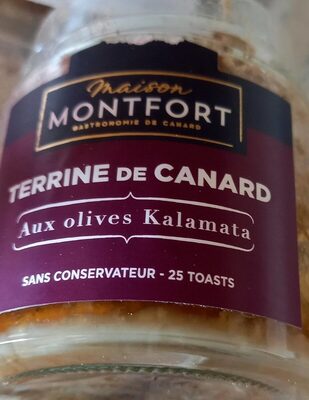 Maison
MONTFORT
GASTRONOMIE DE CANARD
TERRINE DE CANARD
Aux olives Kalamata
SANS CONSERVATEUR - 25 TOASTS